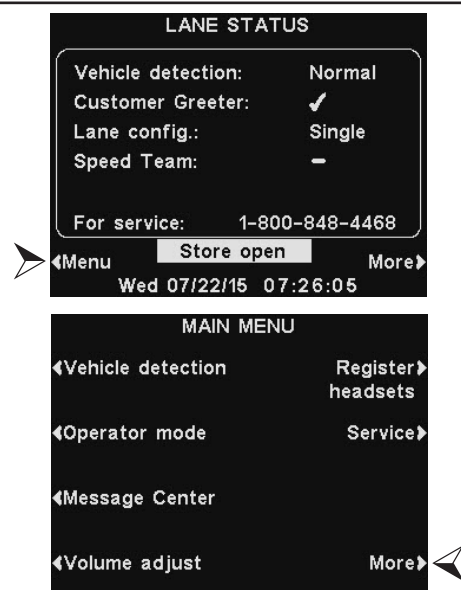 LANE STATUS
Vehicle detection: Normal
Customer Greeter: ✓
Lane config.: Single
Speed Team: –
For service: 1-800-848-4468
Store open
Menu More
Wed 07/22/15 07:26:05
MAIN MENU
Vehicle detection Register
headsets
Operator mode Service
Message Center
Volume adjust More